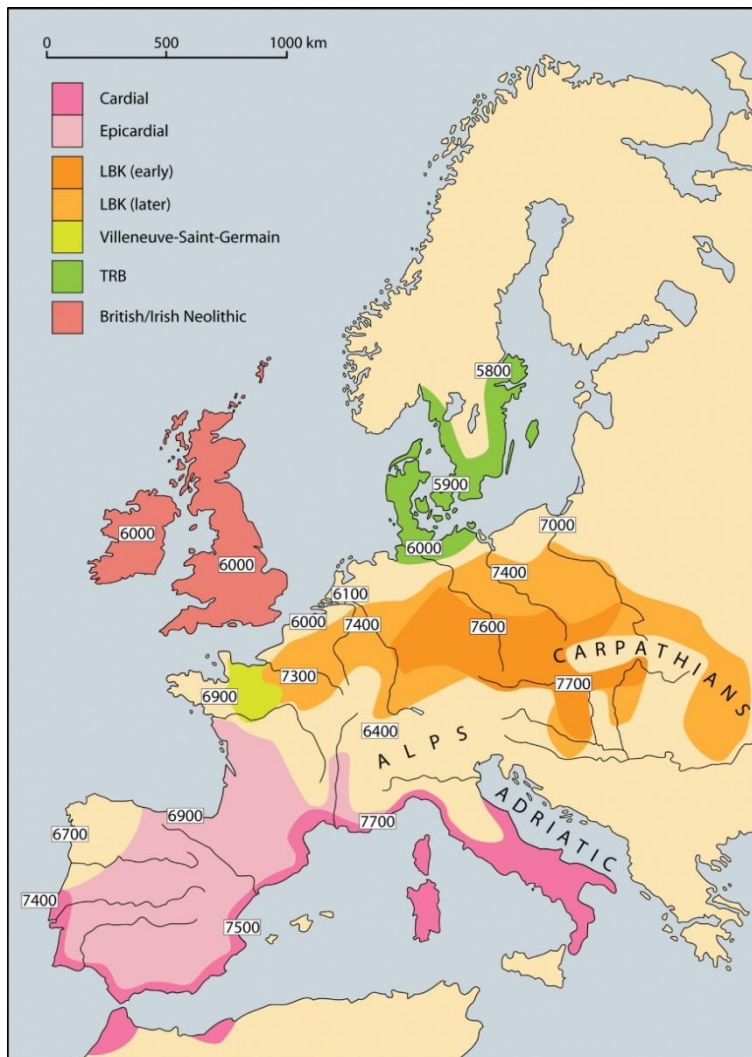 0 500 1000 km
Cardial
Epicardial
LBK (early)
LBK (later)
Villeneuve-Saint-Germain
TRB
British/Irish Neolithic
5800
5900
6000
6000
6000
7000
7400
6100
6000
7400
7600
CARPATHIANS
7300
7700
6900
6400
ALPS
ADRIATIC
6900
7700
6700
7400
7500